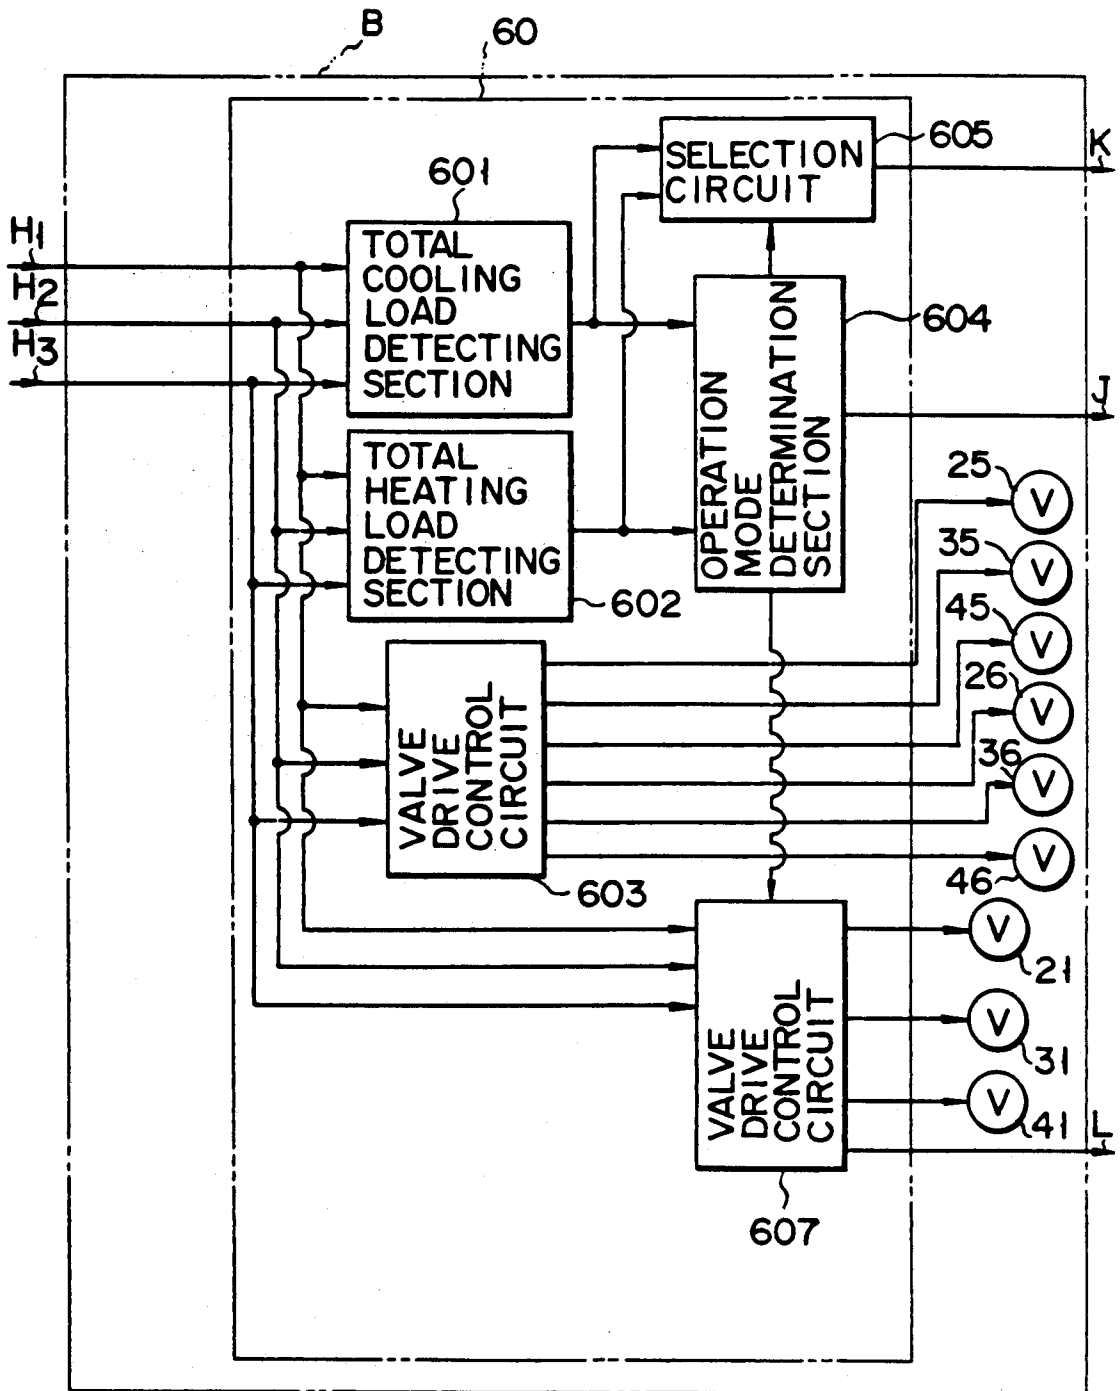 B
60
605
K
SELECTION
CIRCUIT
601
H1
H2
H3
TOTAL
COOLING
LOAD
DETECTING
SECTION
OPERATION
MODE
DETERMINATION
SECTION
604
J
TOTAL
HEATING
LOAD
DETECTING
SECTION
602
25
V
35
V
45
V
26
V
36
V
46
V
VALVE
DRIVE
CONTROL
CIRCUIT
603
VALVE
DRIVE
CONTROL
CIRCUIT
607
V
21
V
31
V
41
L